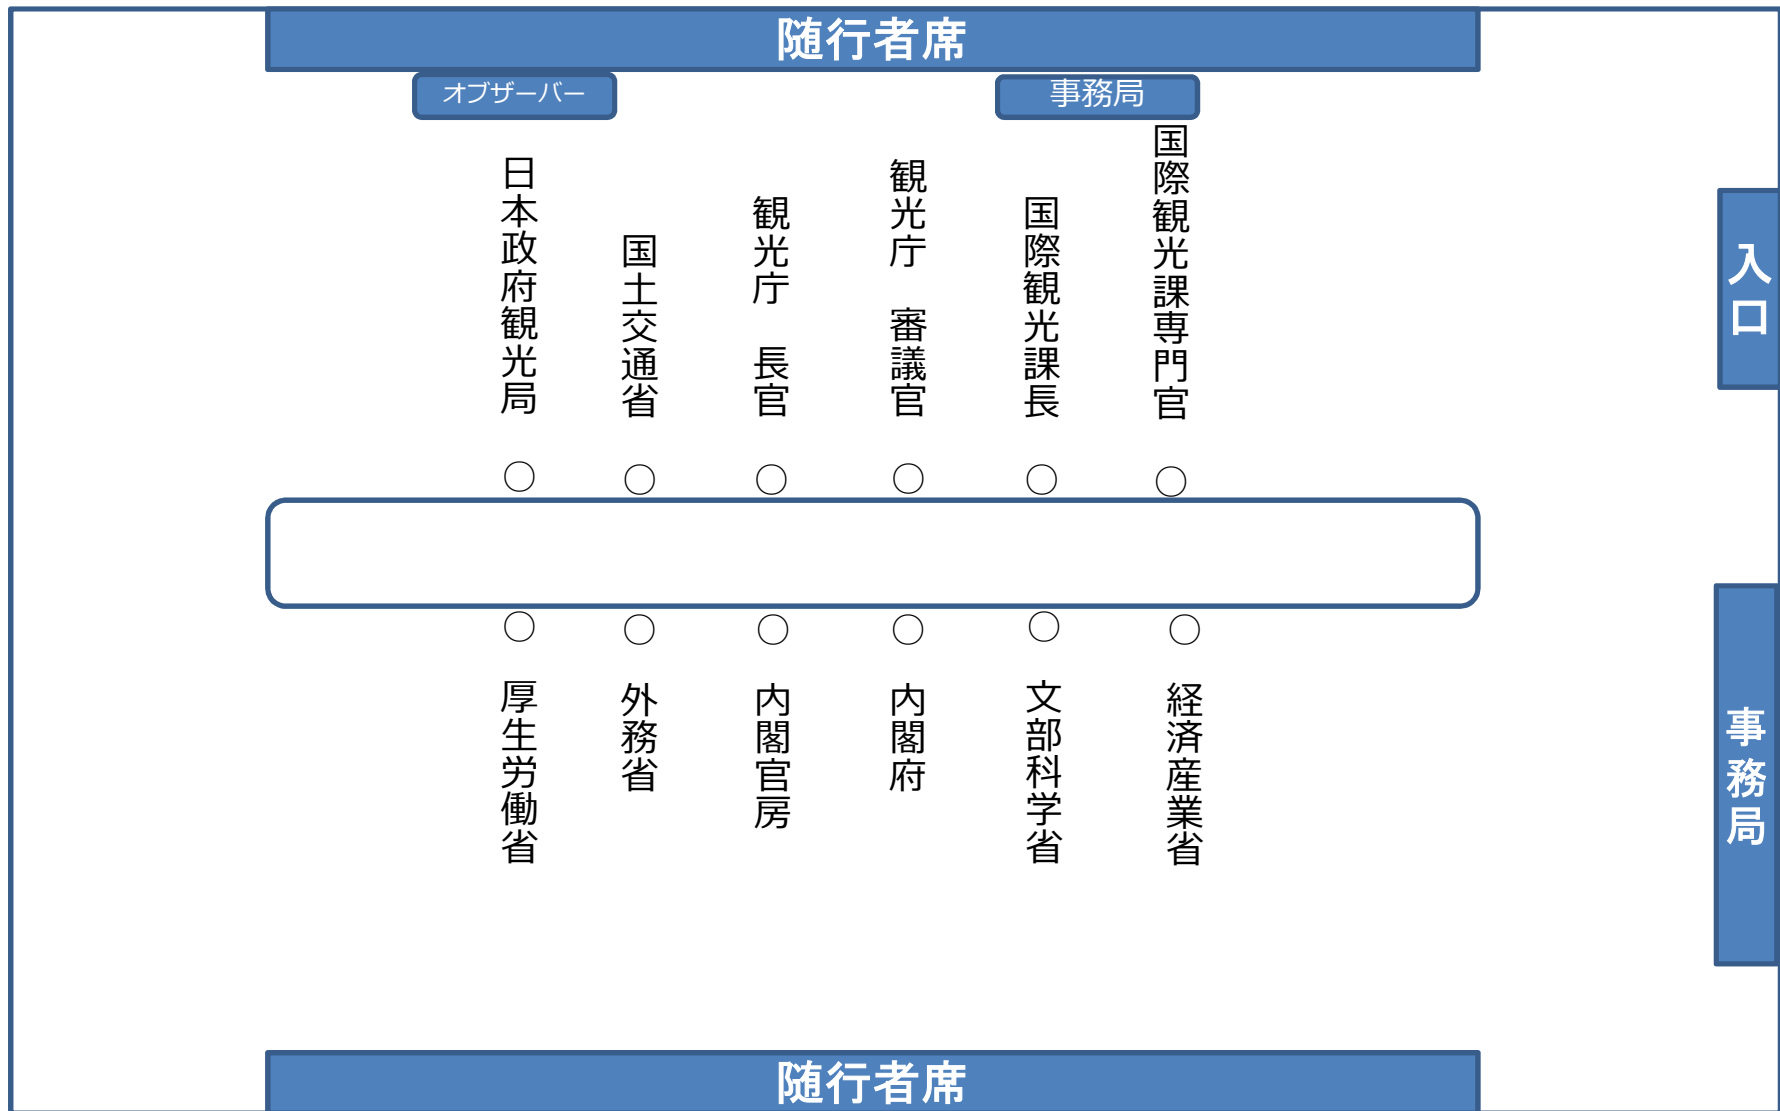 随行者席
オブザーバー
事務局
日本政府観光局
国土交通省
観光庁　長官
観光庁　審議官
国際観光課長
国際観光課専門官
入口
○
○
○
○
○
○
○
○
○
○
○
○
厚生労働省
外務省
内閣官房
内閣府
文部科学省
経済産業省
事務局
随行者席